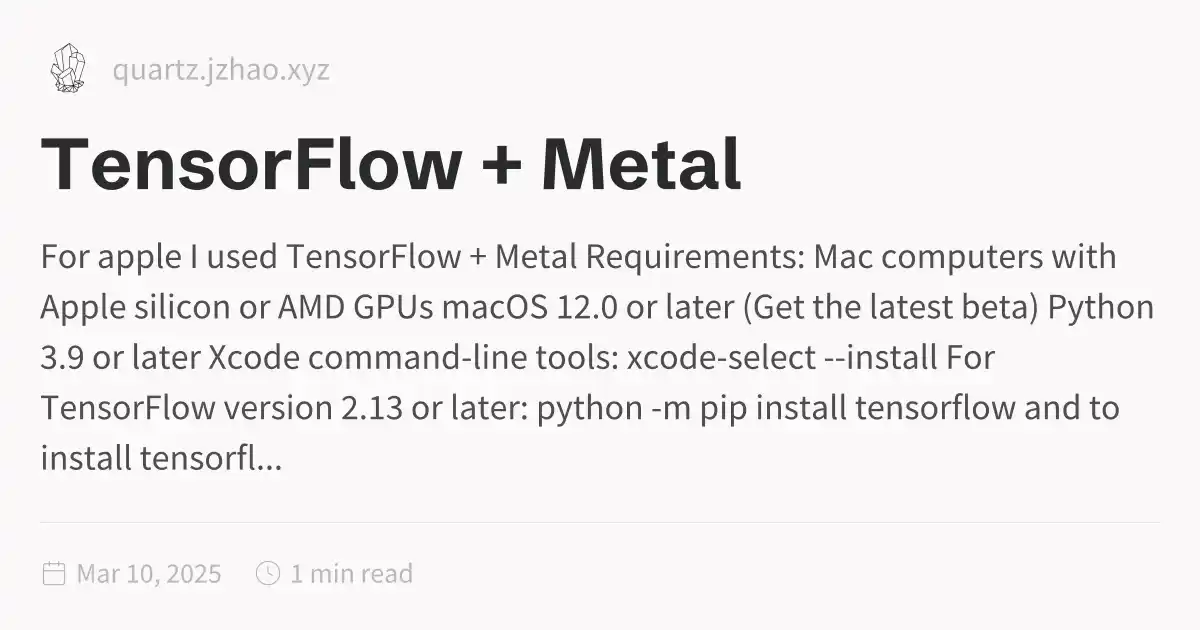 quartz.jzhao.xyz
TensorFlow + Metal
For apple I used TensorFlow + Metal Requirements: Mac computers with
Apple silicon or AMD GPUs macOS 12.0 or later (Get the latest beta) Python
3.9 or later Xcode command-line tools: xcode-select --install For
TensorFlow version 2.13 or later: python -m pip install tensorflow and to
install tensorfl...
Mar 10, 2025 1 min read